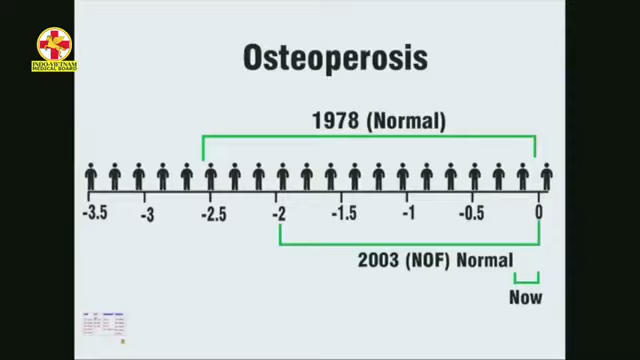 INDO-VIETNAM
MEDICAL BOARD
Osteoperosis
1978 (Normal)
-3.5 -3 -2.5 -2 -1.5 -1 -0.5 0
2003 (NOF) Normal
Now